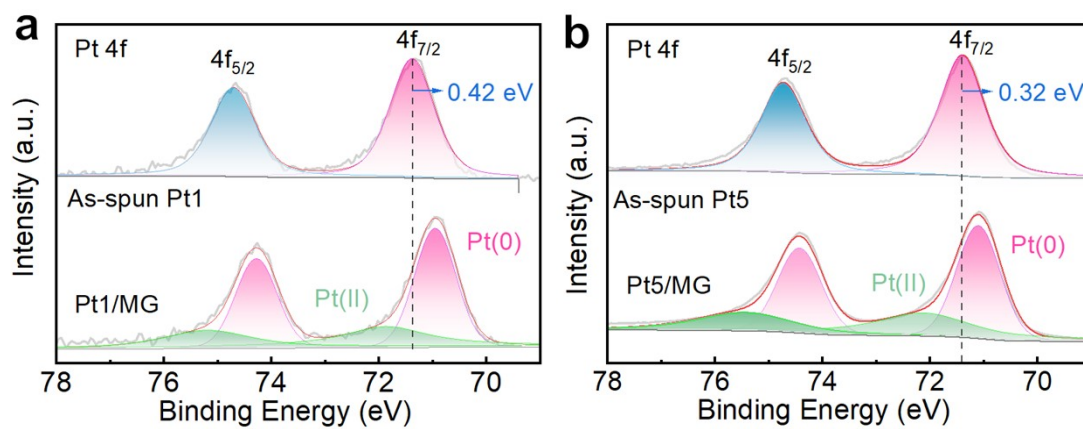 a
Pt 4f
4f5/2
4f7/2
0.42 eV
As-spun Pt1
Pt(0)
Pt(II)
Pt1/MG
Intensity (a.u.)
78 76 74 72 70
Binding Energy (eV)
b
Pt 4f
4f5/2
4f7/2
0.32 eV
As-spun Pt5
Pt(0)
Pt(II)
Pt5/MG
Intensity (a.u.)
78 76 74 72 70
Binding Energy (eV)